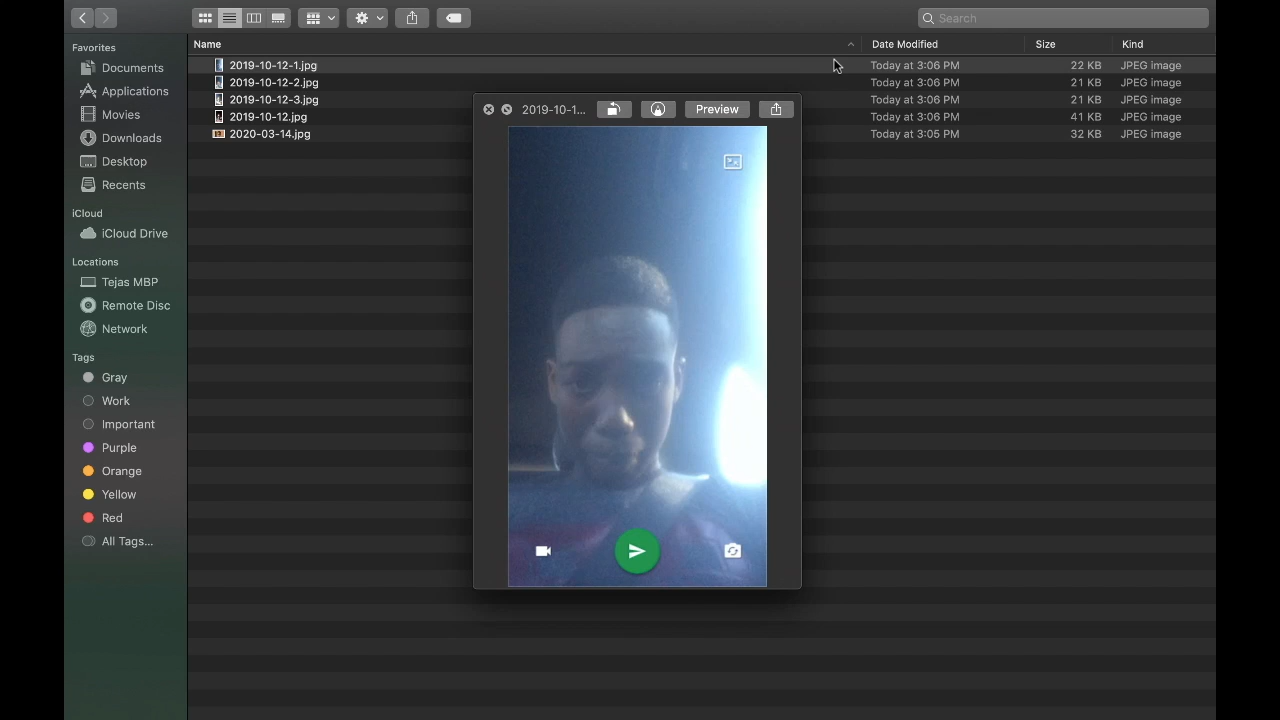 Search
Name Date Modified Size Kind
Favorites
Documents
Applications
Movies
Downloads
Desktop
Recents
iCloud
iCloud Drive
Locations
Tejas MBP
Remote Disc
Network
Tags
Gray
Work
Important
Purple
Orange
Yellow
Red
All Tags...
2019-10-12-1.jpg Today at 3:06 PM 22 KB JPEG image
2019-10-12-2.jpg Today at 3:06 PM 21 KB JPEG image
2019-10-12-3.jpg Today at 3:06 PM 21 KB JPEG image
2019-10-12.jpg Today at 3:06 PM 41 KB JPEG image
2020-03-14.jpg Today at 3:05 PM 32 KB JPEG image
2019-10-1... Preview